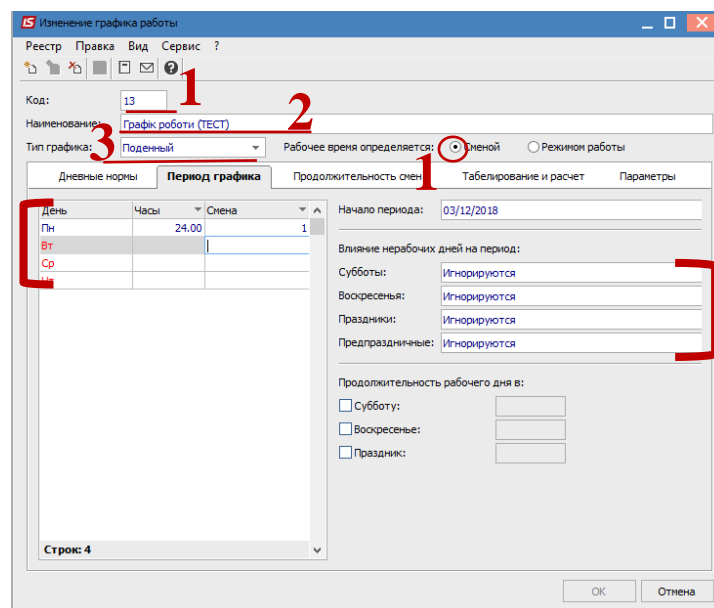 Изменение графика работы
Реестр Правка Вид Сервис ?
Код: 13 1
Наименование: Графік роботи (ТЕСТ) 2
3
Тип графика: Поденный Рабочее время определяется: Сменой Режимом работы
1
Дневные нормы Период графика Продолжительность смен Табелирование и расчет Параметры
День Часы Смена
Пн 24.00 1
Вт
Ср
Чт
Строк: 4
Начало периода: 03/12/2018
Влияние нерабочих дней на период:
Субботы: Игнорируются
Воскресенья: Игнорируются
Праздники: Игнорируются
Предпраздничные: Игнорируются
Продолжительность рабочего дня в:
Субботу:
Воскресенье:
Праздник:
OK Отмена